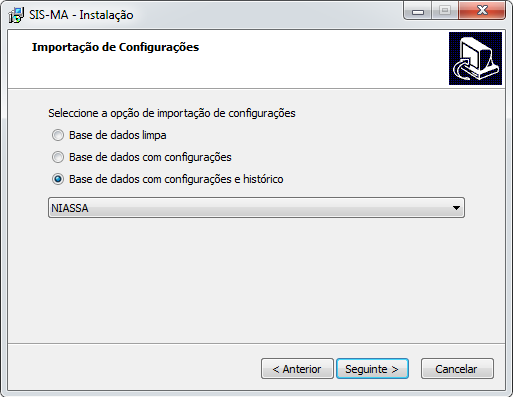 SIS-MA - Instalação
Importação de Configurações
Seleccione a opção de importação de configurações
Base de dados limpa
Base de dados com configurações
Base de dados com configurações e histórico
NIASSA
< Anterior
Seguinte >
Cancelar